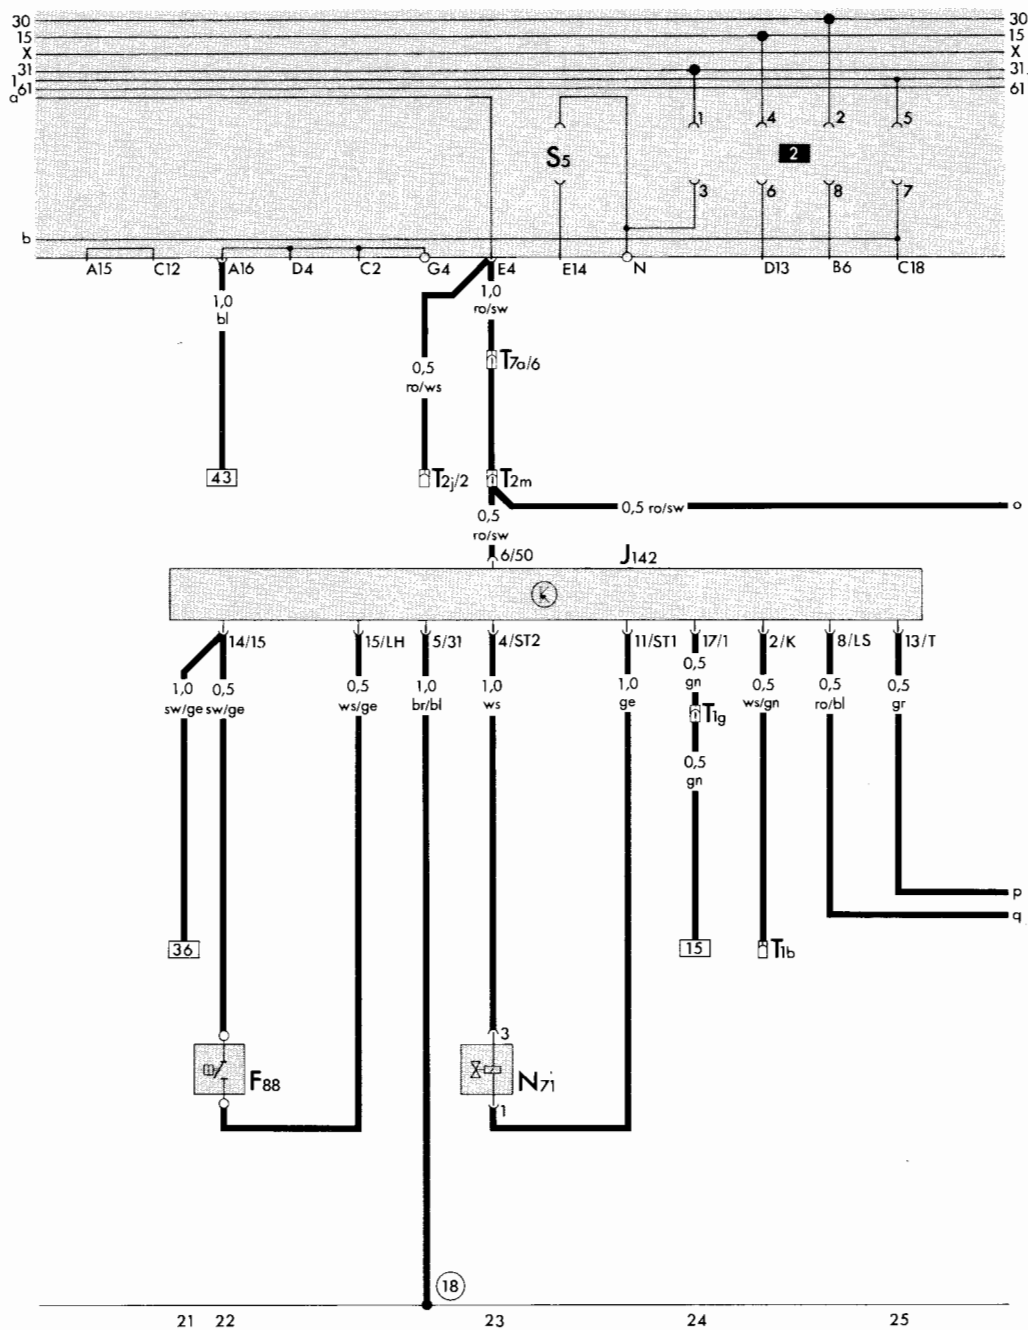 30 30
15 15
X X
31 31
1
61 61
a
1 4 2 5
S5 2
3 6 8 7
b
A15 C12 A16 D4 C2 G4 E4 E14 N D13 B6 C18
1,0
bl
1,0
ro/sw
0,5
ro/ws
T7a/6
43 T2j/2 T2m
0,5 ro/sw o
0,5
ro/sw
6/50 J142
K
14/15 15/LH 5/31 4/ST2 11/ST1 17/1 2/K 8/LS 13/T
1,0 0,5 0,5 1,0 1,0 1,0 0,5 0,5 0,5 0,5
sw/ge sw/ge ws/ge br/bl ws ge gn ws/gn ro/bl gr
T1g
0,5
gn
p
q
36 15 T1b
3
F88 N71
1
18
21 22 23 24 25